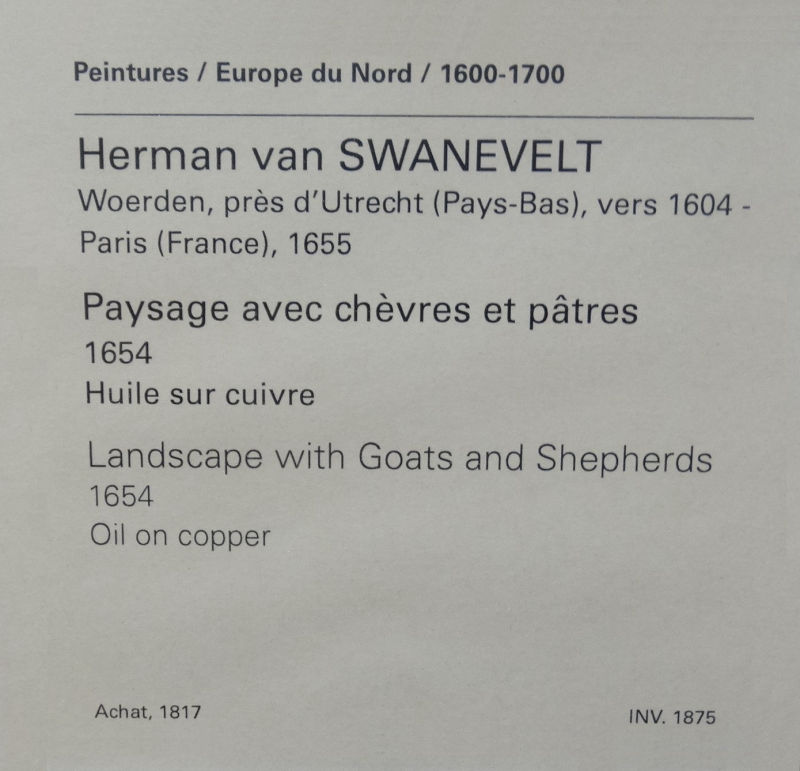 Peintures / Europe du Nord / 1600-1700
Herman van SWANEVELT
Woerden, près d'Utrecht (Pays-Bas), vers 1604 -
Paris (France), 1655
Paysage avec chèvres et pâtres
1654
Huile sur cuivre
Landscape with Goats and Shepherds
1654
Oil on copper
Achat, 1817
INV. 1875